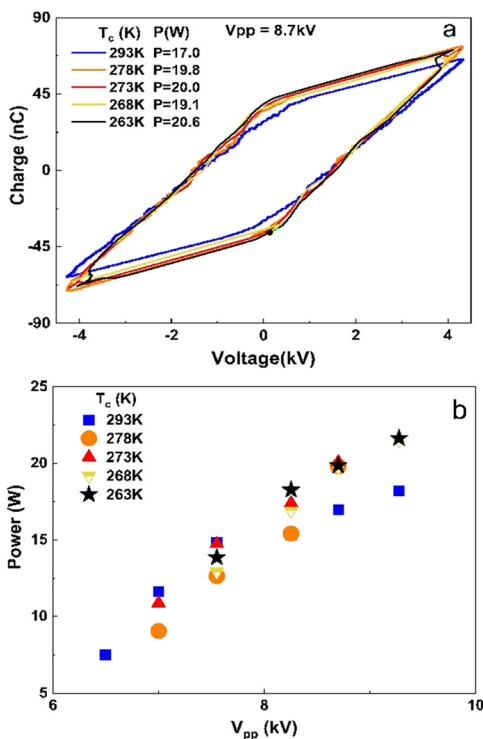 a
T_c (K) P(W) Vpp = 8.7kV
293K P=17.0
278K P=19.8
273K P=20.0
268K P=19.1
263K P=20.6
90
45
0
-45
-90
Charge (nC)
-4 -2 0 2 4
Voltage(kV)
b
T_c (K)
293K
278K
273K
268K
263K
25
20
15
10
5
Power (W)
6 8 10
V_pp (kV)